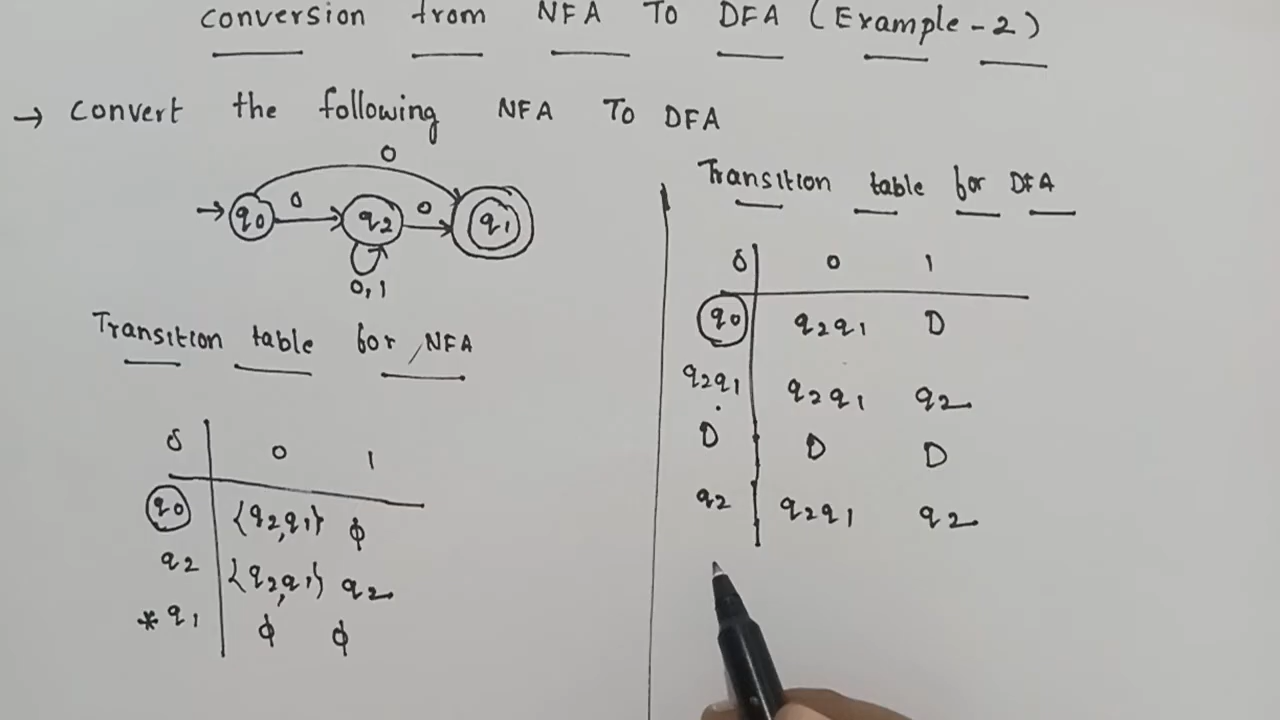 conversion from NFA TO DFA (Example-2)
→ Convert the following NFA TO DFA
0
→ q0 0 q2 0 q1
0,1
Transition table for NFA
δ 0 1
q0 {q2,q1} ϕ
q2 {q2,q1} q2
* q1 ϕ ϕ
Transition table for DFA
δ 0 1
q0 q2q1 D
q2q1 q2q1 q2
D D D
q2 q2q1 q2